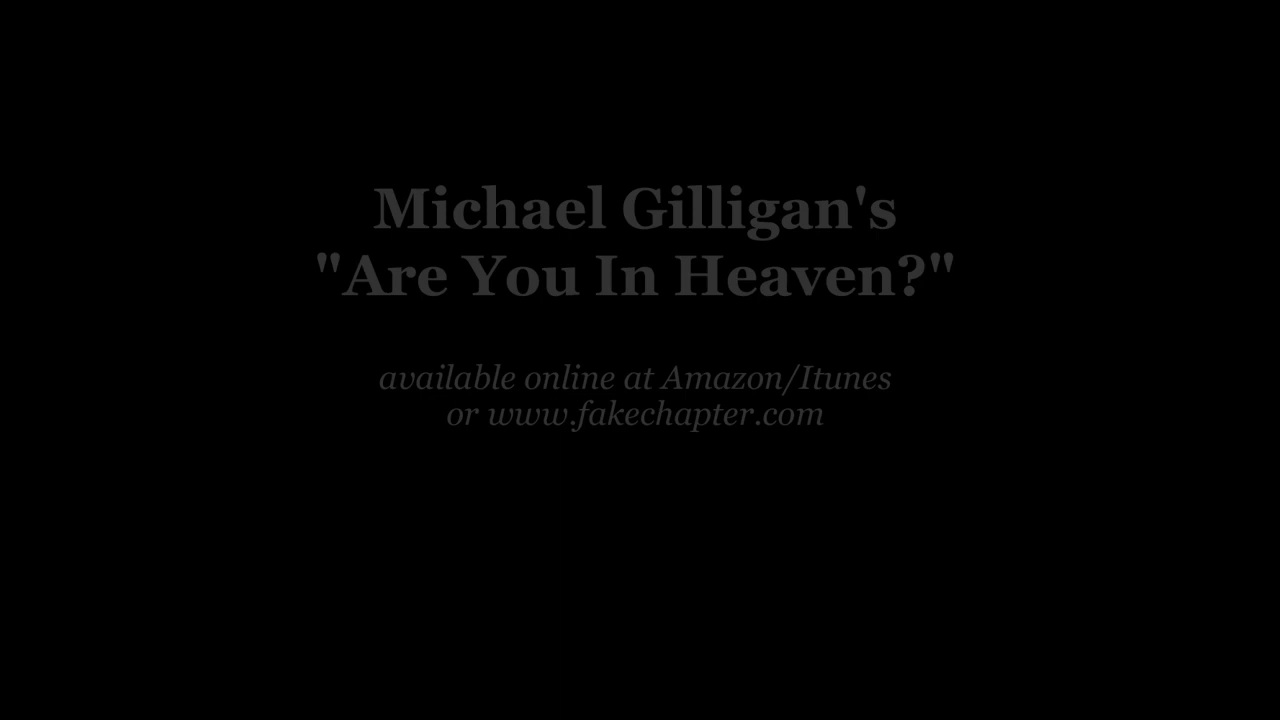 Michael Gilligan's
"Are You In Heaven?"
available online at Amazon/Itunes
or www.fakechapter.com